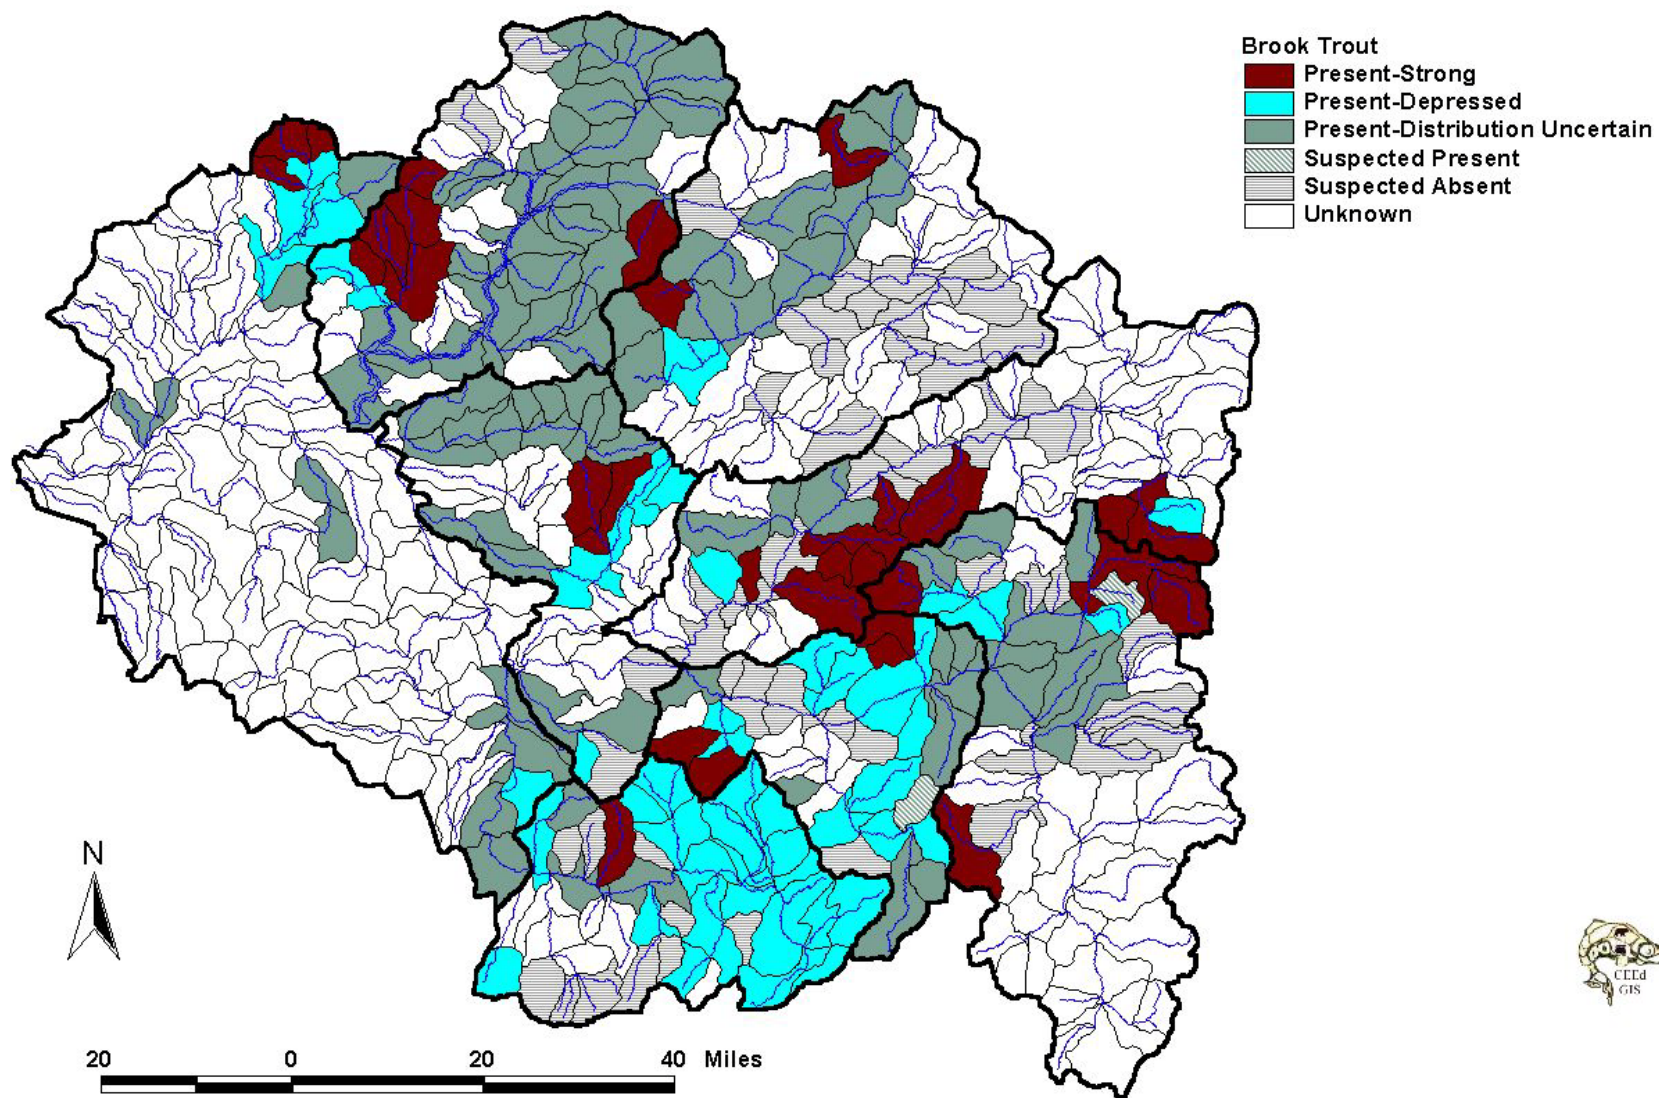 Brook Trout
Present-Strong
Present-Depressed
Present-Distribution Uncertain
Suspected Present
Suspected Absent
Unknown
N
20 0 20 40 Miles
CEEd
GIS